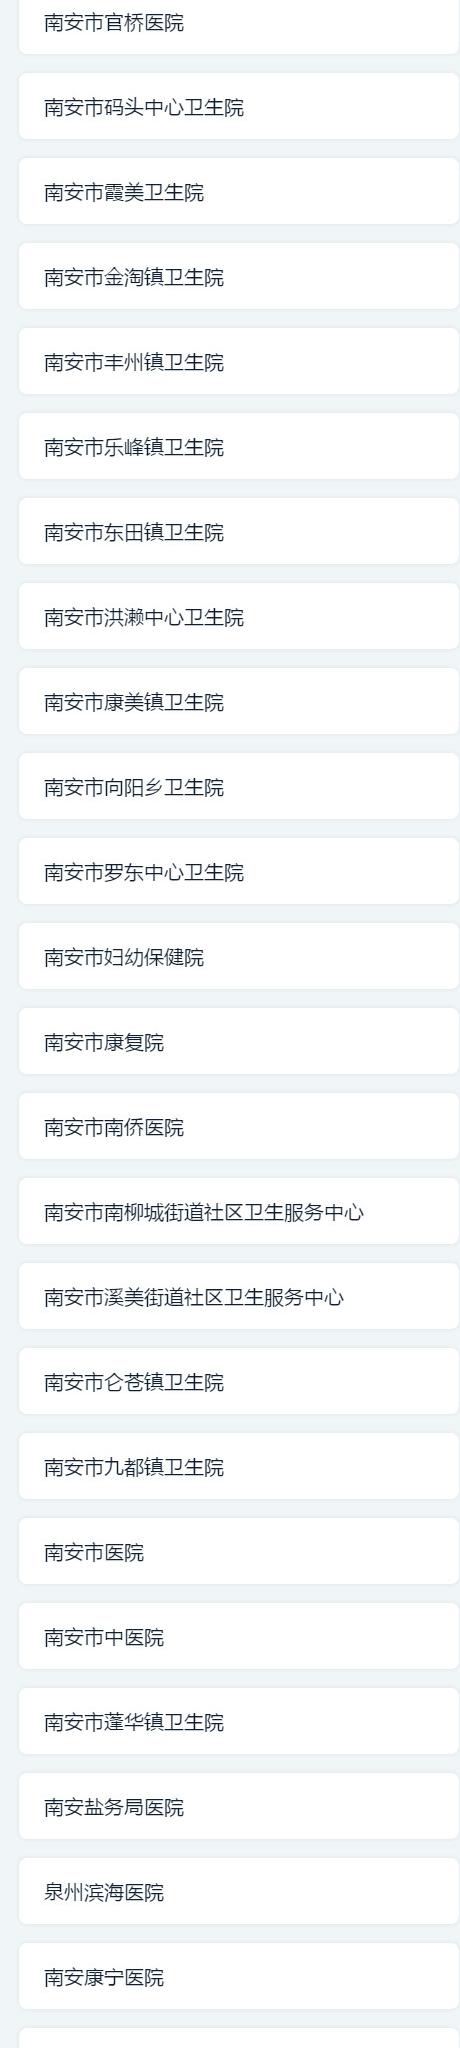 南安市官桥医院
南安市码头中心卫生院
南安市霞美卫生院
南安市金淘镇卫生院
南安市丰州镇卫生院
南安市乐峰镇卫生院
南安市东田镇卫生院
南安市洪濑中心卫生院
南安市康美镇卫生院
南安市向阳乡卫生院
南安市罗东中心卫生院
南安市妇幼保健院
南安市康复院
南安市南侨医院
南安市南柳城街道社区卫生服务中心
南安市溪美街道社区卫生服务中心
南安市仑苍镇卫生院
南安市九都镇卫生院
南安市医院
南安市中医院
南安市蓬华镇卫生院
南安盐务局医院
泉州滨海医院
南安康宁医院